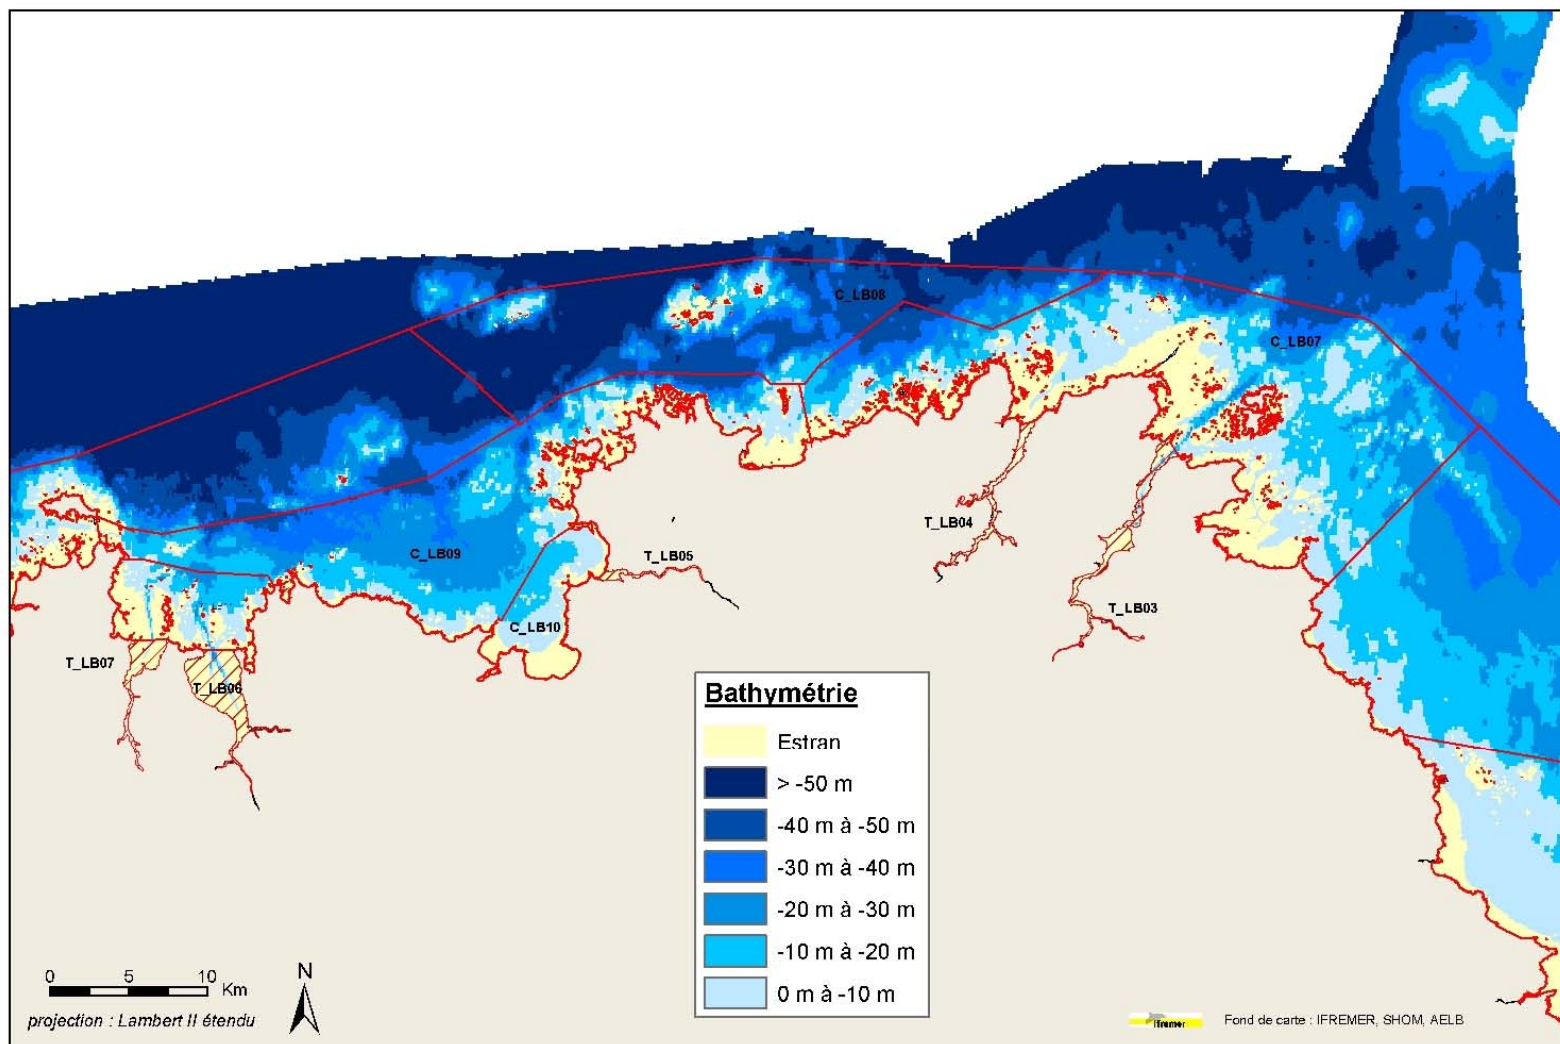 C_LB08
C_LB07
T_LB04
C_LB09
T_LB05
T_LB03
C_LB10
T_LB07
T_LB06
Bathymétrie
Estran
> -50 m
-40 m à -50 m
-30 m à -40 m
-20 m à -30 m
-10 m à -20 m
0 m à -10 m
0 5 10
Km
N
projection : Lambert II étendu
Ifremer
Fond de carte : IFREMER, SHOM, AELB